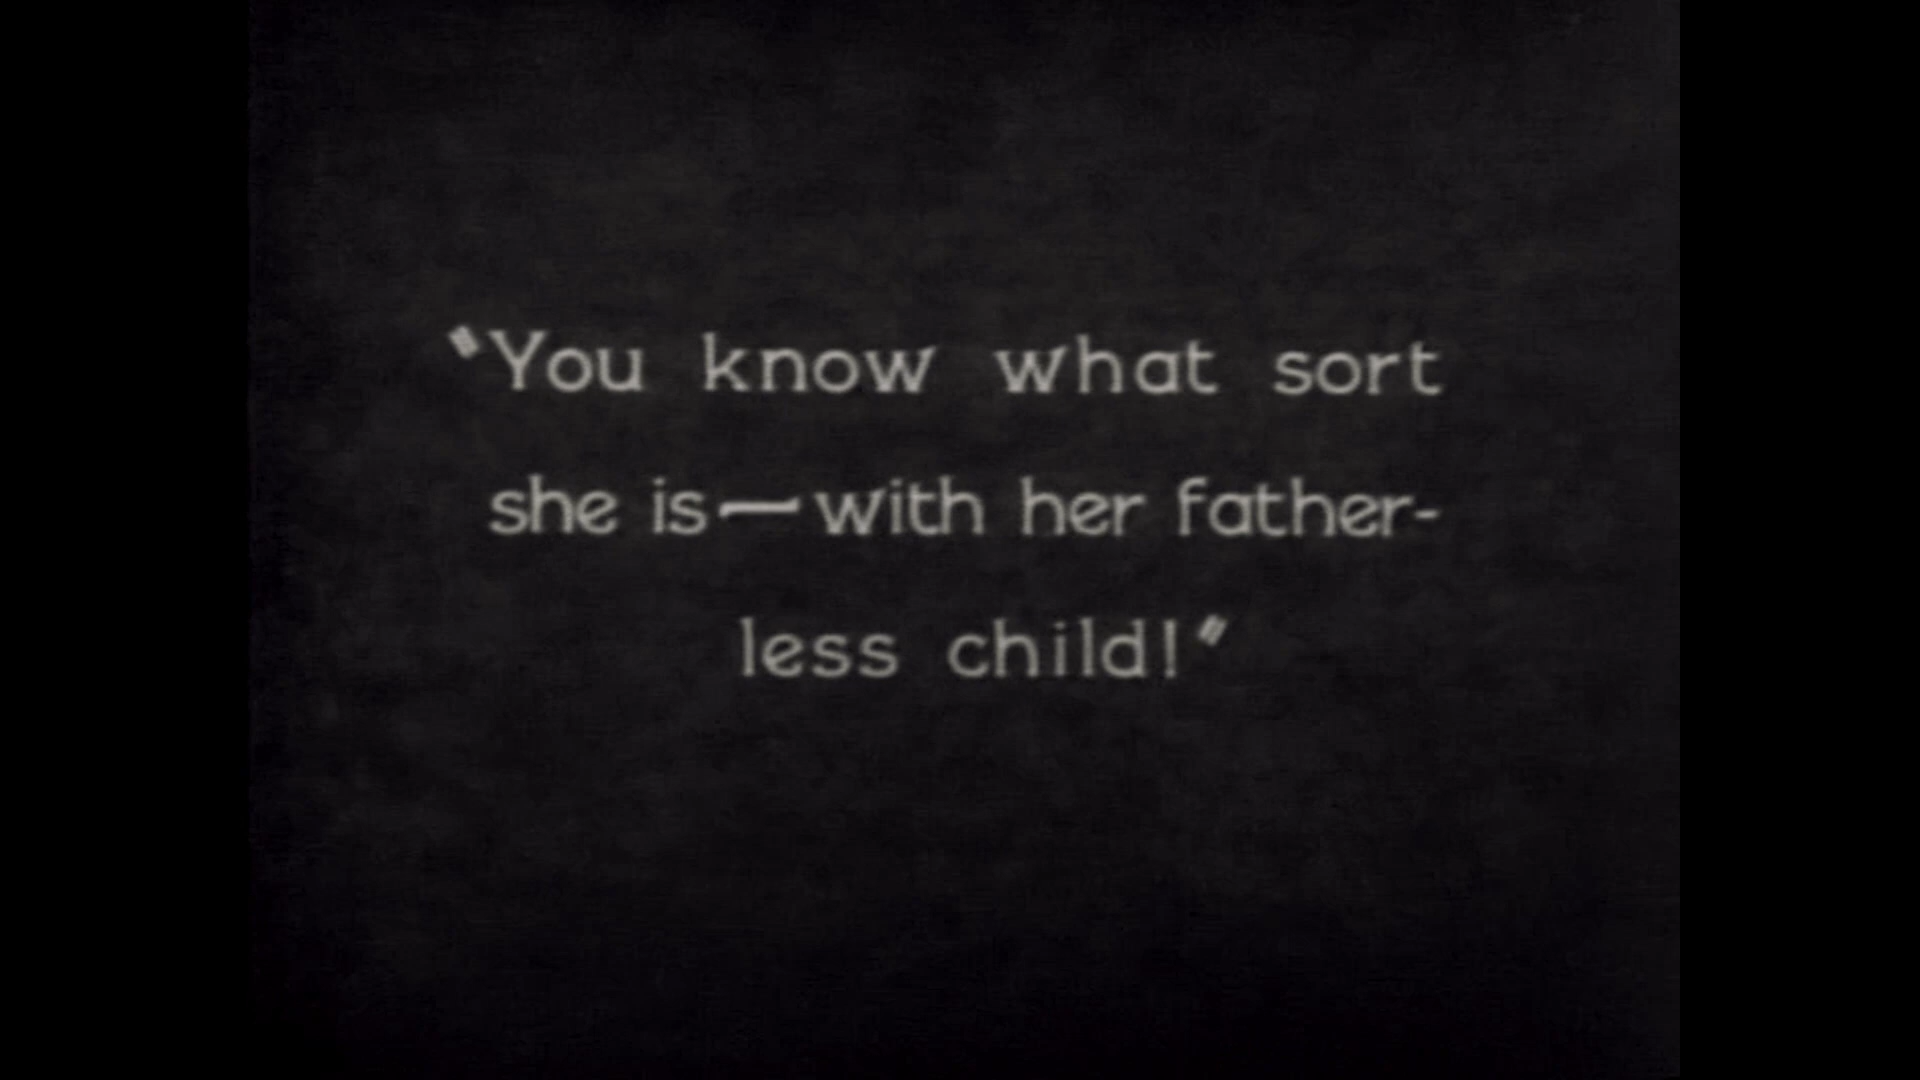 "You know what sort
she is—with her father-
less child!"